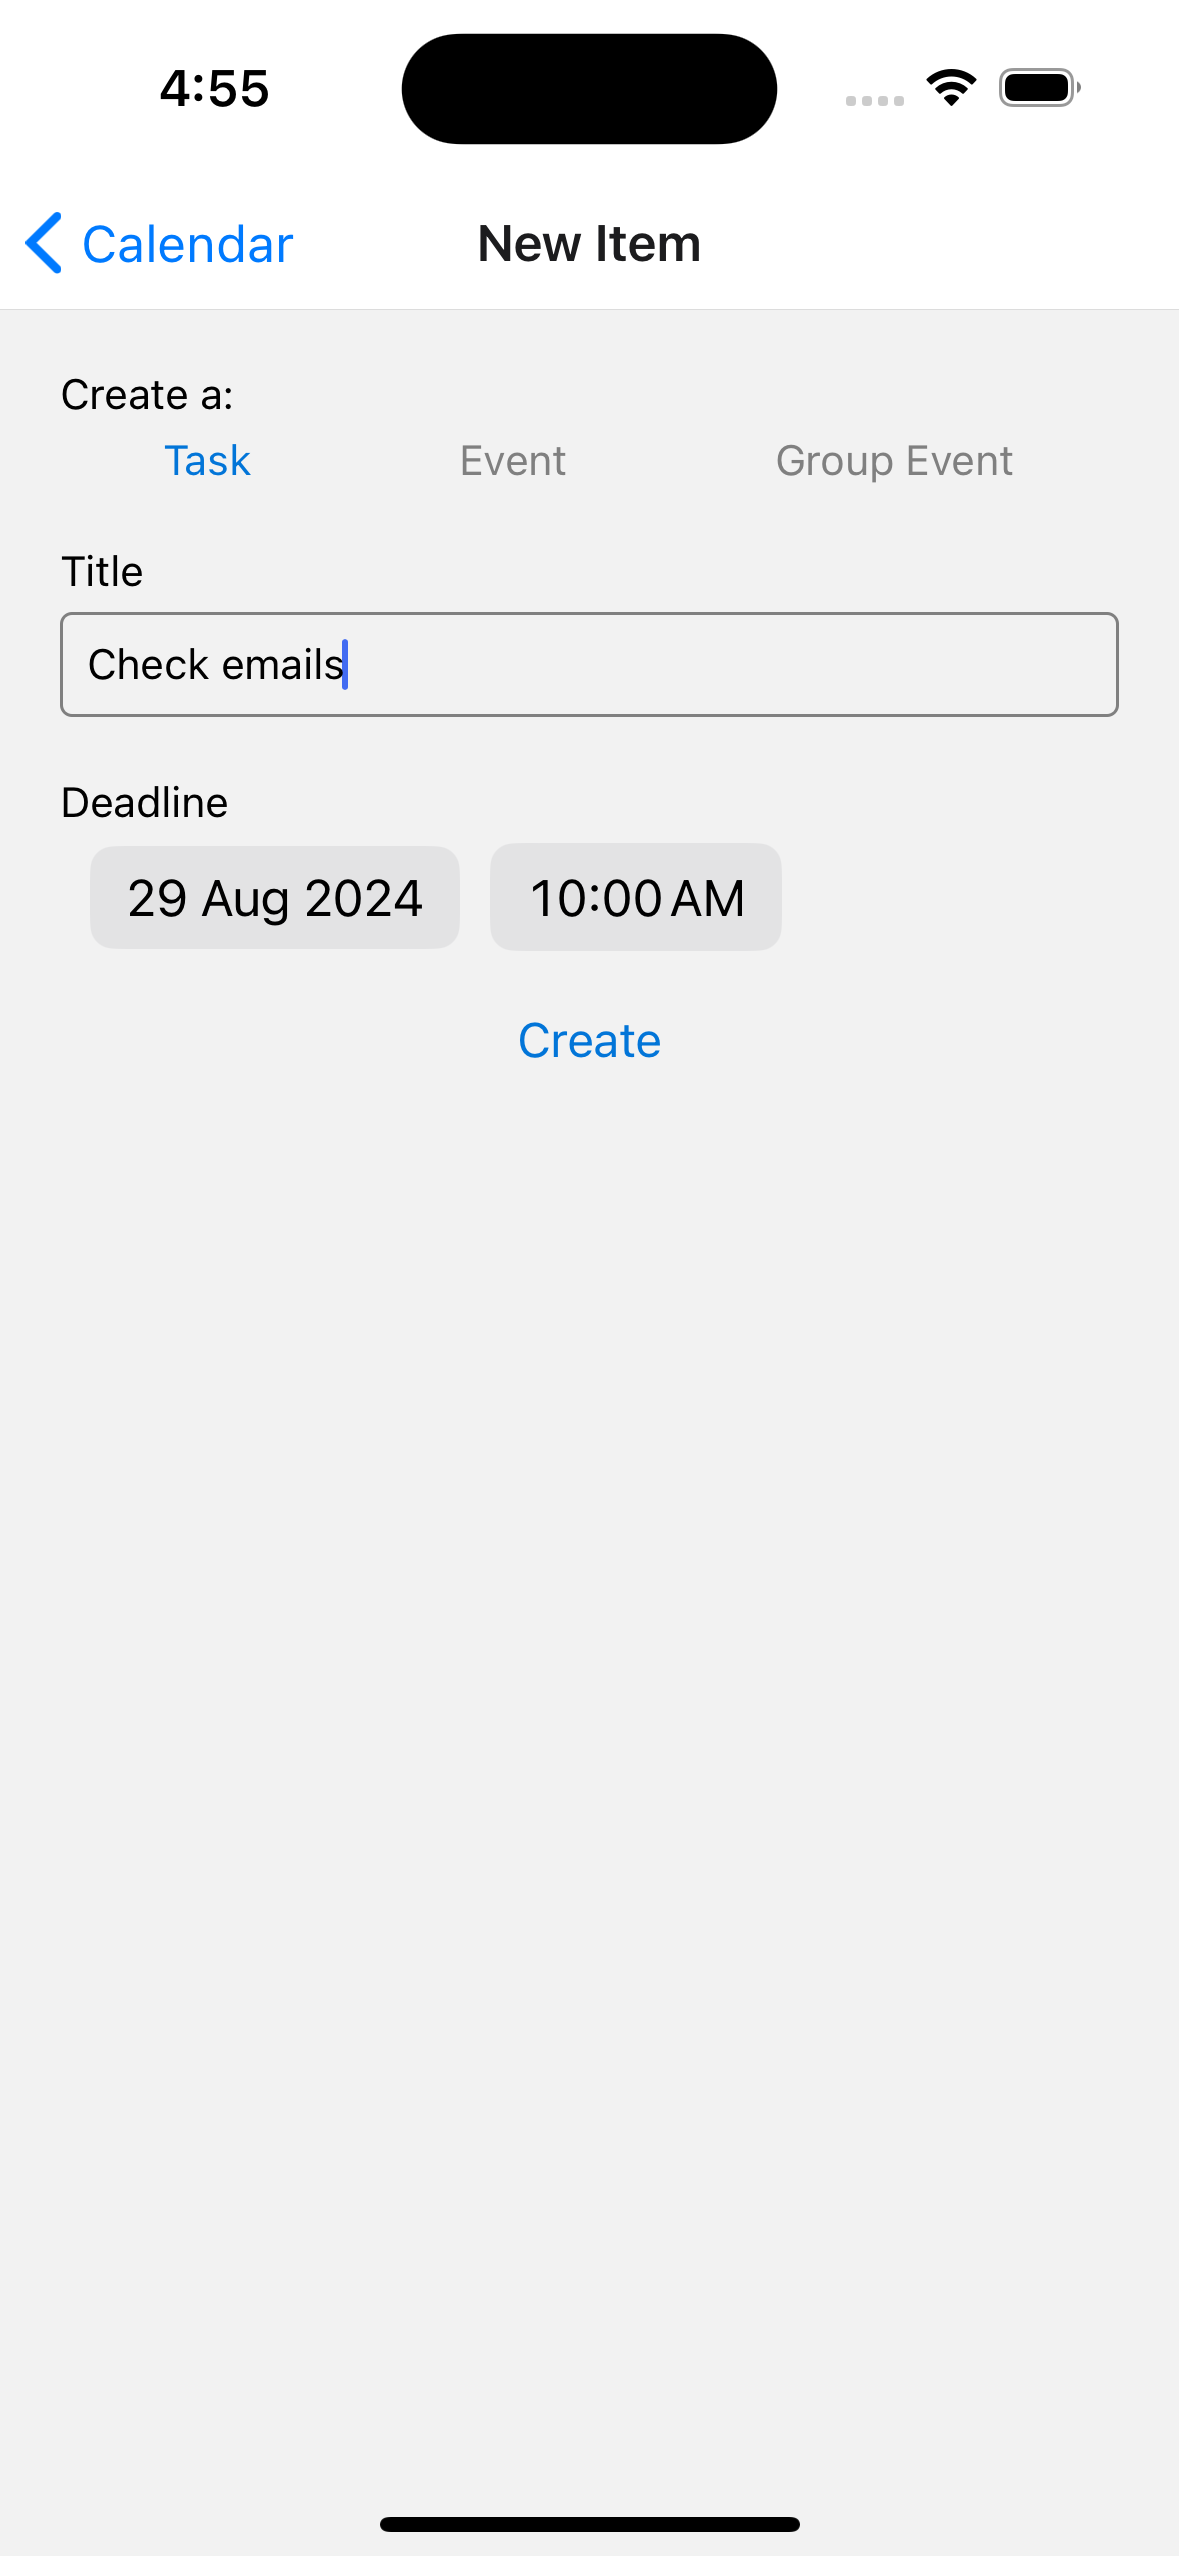 4:55
Calendar New Item
Create a:
Task Event Group Event
Title
Check emails
Deadline
29 Aug 2024 10:00 AM
Create